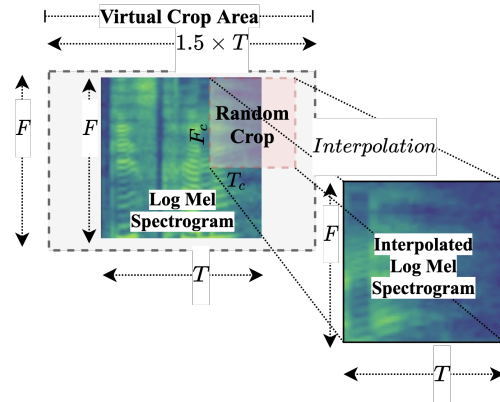 Virtual Crop Area
1.5 × T
F
F
F_c
Random
Crop
T_c
Interpolation
Log Mel
Spectrogram
T
F
Interpolated
Log Mel
Spectrogram
T